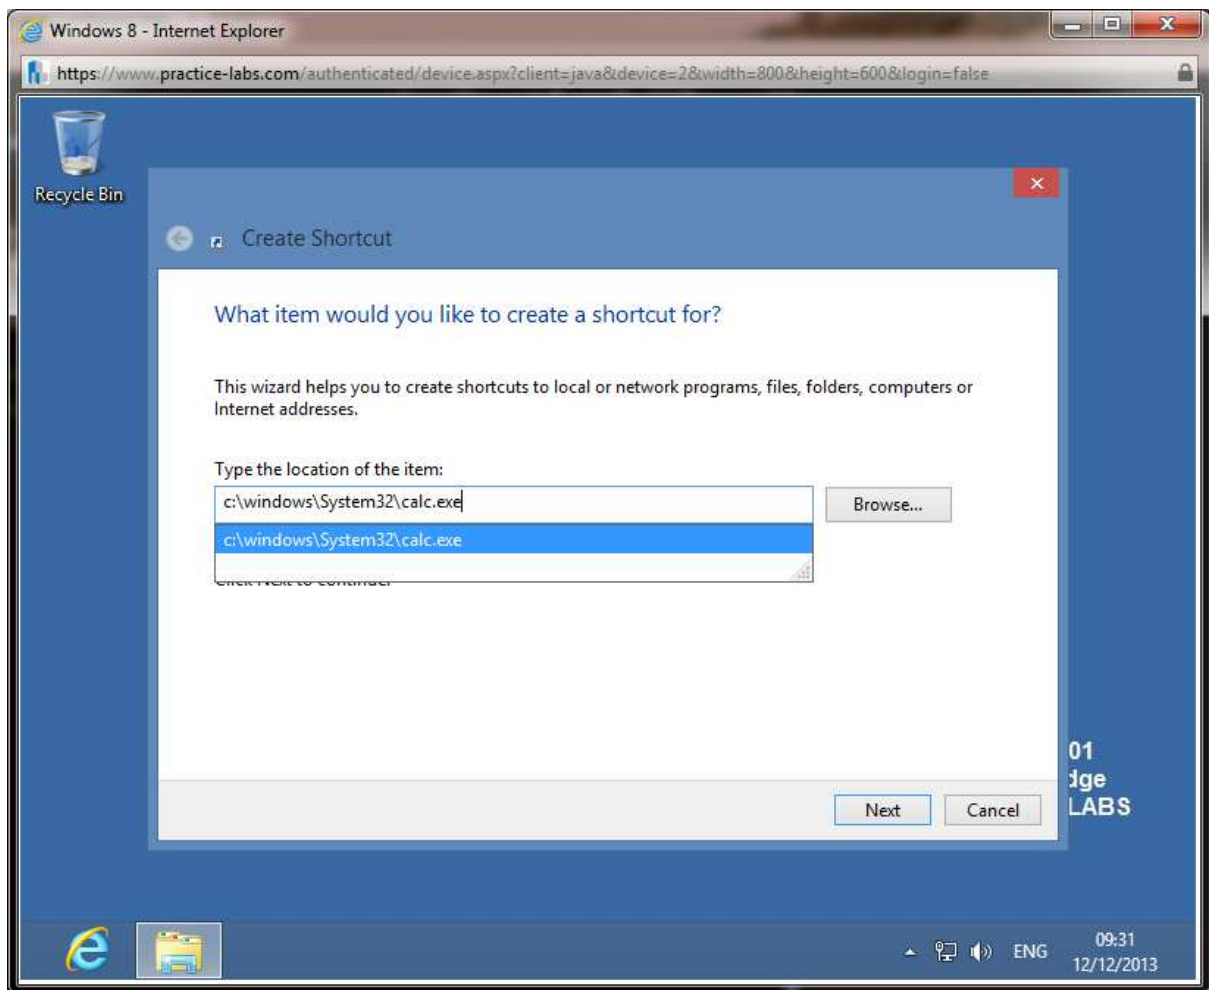 Windows 8 - Internet Explorer
https://www.practice-labs.com/authenticated/device.aspx?client=java&device=2&width=800&height=600&login=false
Recycle Bin
Create Shortcut
What item would you like to create a shortcut for?
This wizard helps you to create shortcuts to local or network programs, files, folders, computers or
Internet addresses.
Type the location of the item:
c:\windows\System32\calc.exe
Browse...
c:\windows\System32\calc.exe
Click Next to continue.
01
dge
LABS
Next
Cancel
ENG
09:31
12/12/2013